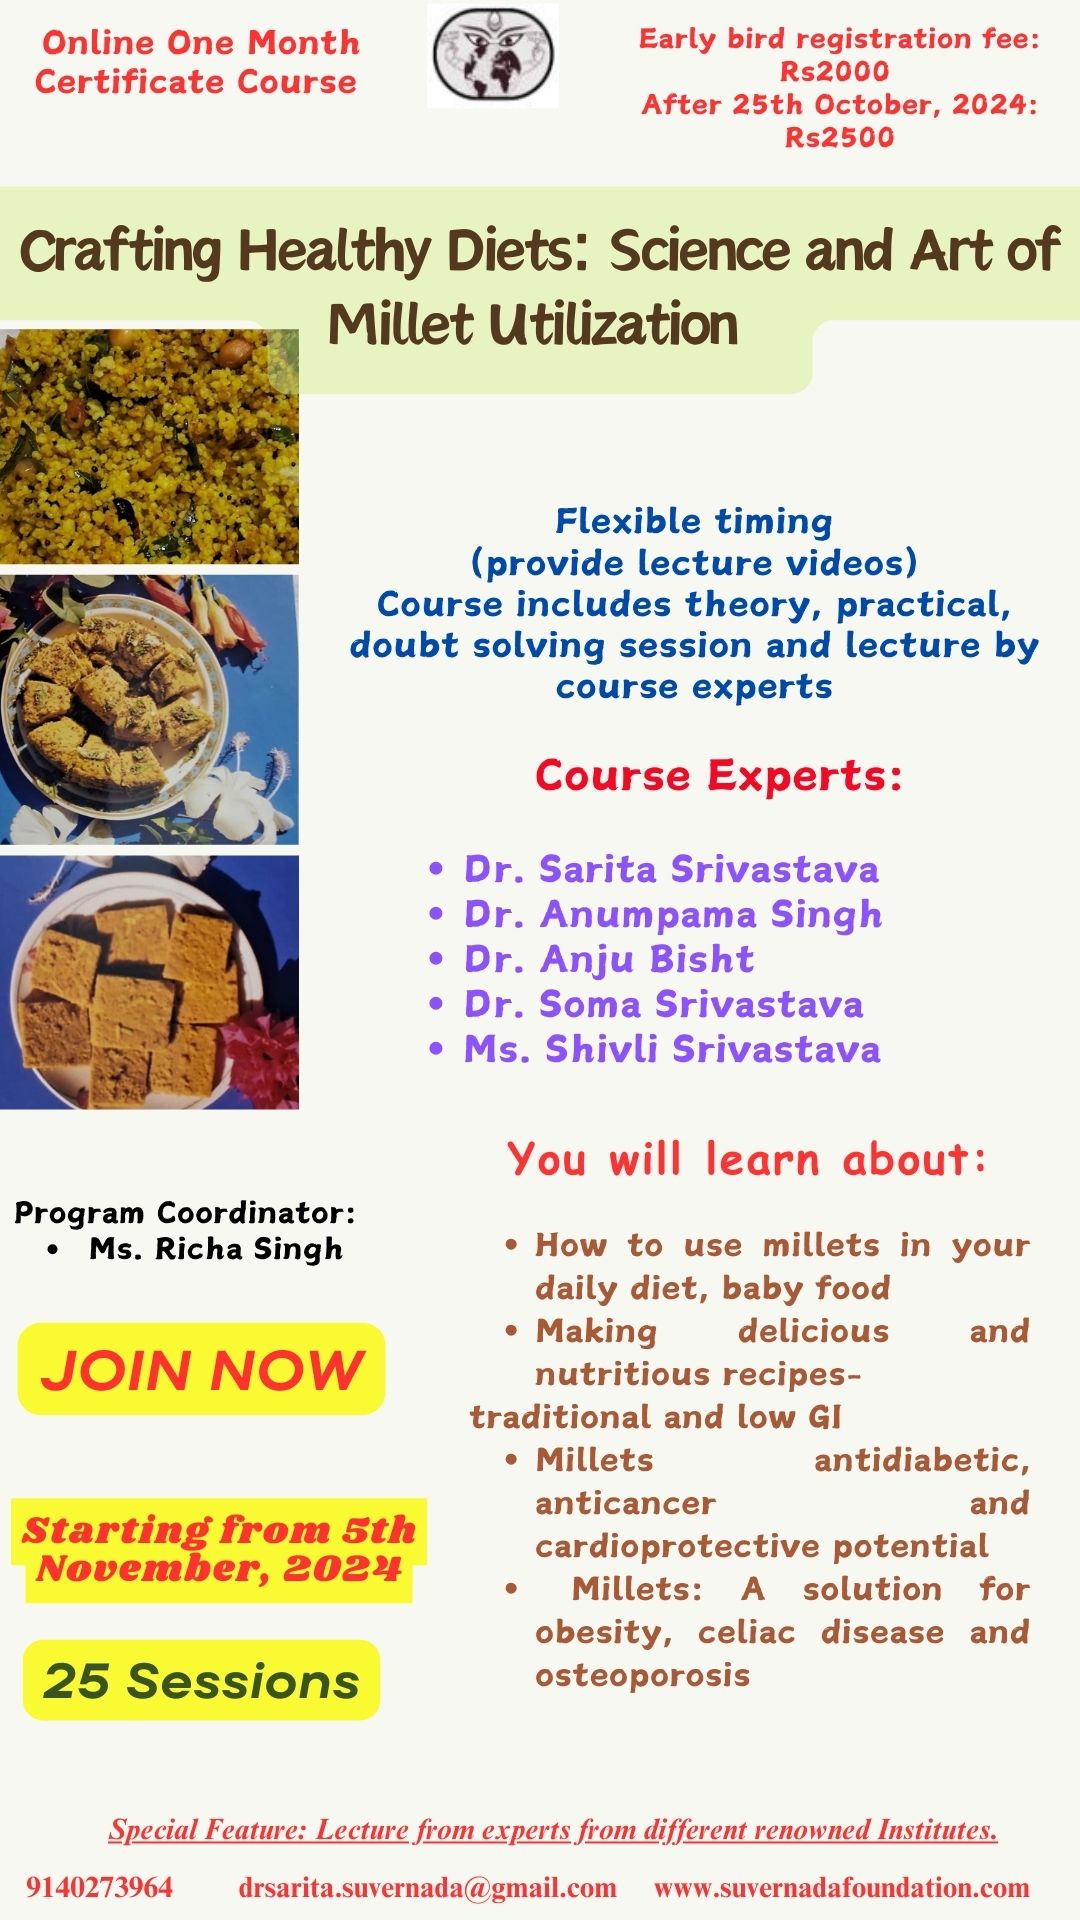 Online One Month
Certificate Course
Early bird registration fee:
Rs2000
After 25th October, 2024:
Rs2500
Crafting Healthy Diets: Science and Art of
Millet Utilization
Flexible timing
(provide lecture videos)
Course includes theory, practical,
doubt solving session and lecture by
course experts
Course Experts:
• Dr. Sarita Srivastava
• Dr. Anumpama Singh
• Dr. Anju Bisht
• Dr. Soma Srivastava
• Ms. Shivli Srivastava
Program Coordinator:
• Ms. Richa Singh
JOIN NOW
Starting from 5th
November, 2024
25 Sessions
You will learn about:
• How to use millets in your
daily diet, baby food
• Making delicious and
nutritious recipes-
traditional and low GI
• Millets antidiabetic,
anticancer and
cardioprotective potential
• Millets: A solution for
obesity, celiac disease and
osteoporosis
Special Feature: Lecture from experts from different renowned Institutes.
9140273964 drsarita.suvernada@gmail.com www.suvernadafoundation.com